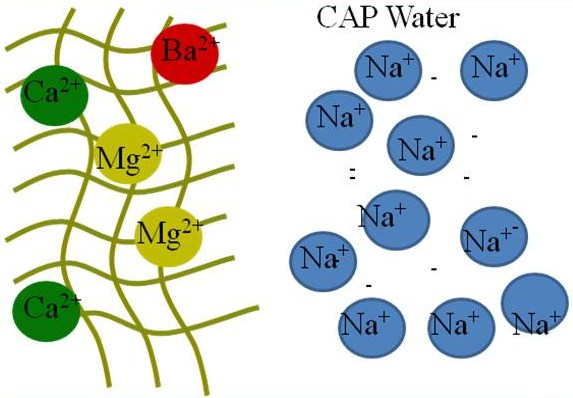 CAP Water
Ba²⁺
Ca²⁺
Mg²⁺
Mg²⁺
Ca²⁺
Na⁺ - Na⁺
Na⁺
Na⁺ -
= -
Na⁺
Na⁺⁻
Na⁺ -
-
Na⁺ Na⁺ Na⁺